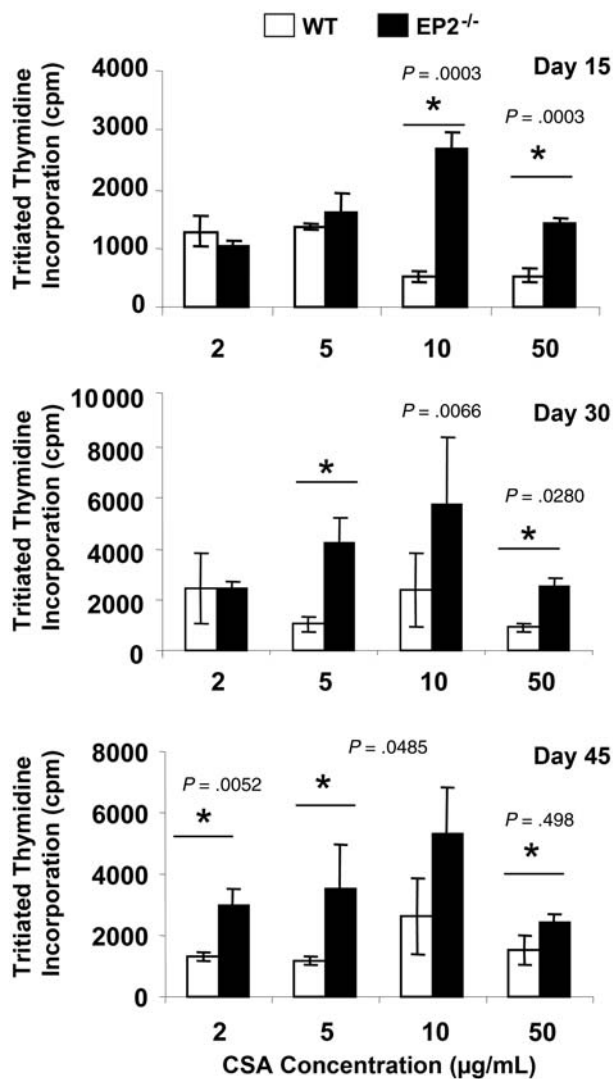 WT EP2-/-
Day 15
P = .0003
P = .0003
*
*
Tritiated Thymidine
Incorporation (cpm)
4000
3000
2000
1000
0
2 5 10 50
Day 30
P = .0066
P = .0280
*
*
Tritiated Thymidine
Incorporation (cpm)
10 000
8000
6000
4000
2000
0
2 5 10 50
Day 45
P = .0485
P = .0052
P = .498
*
*
*
Tritiated Thymidine
Incorporation (cpm)
8000
6000
4000
2000
0
2 5 10 50
CSA Concentration (µg/mL)